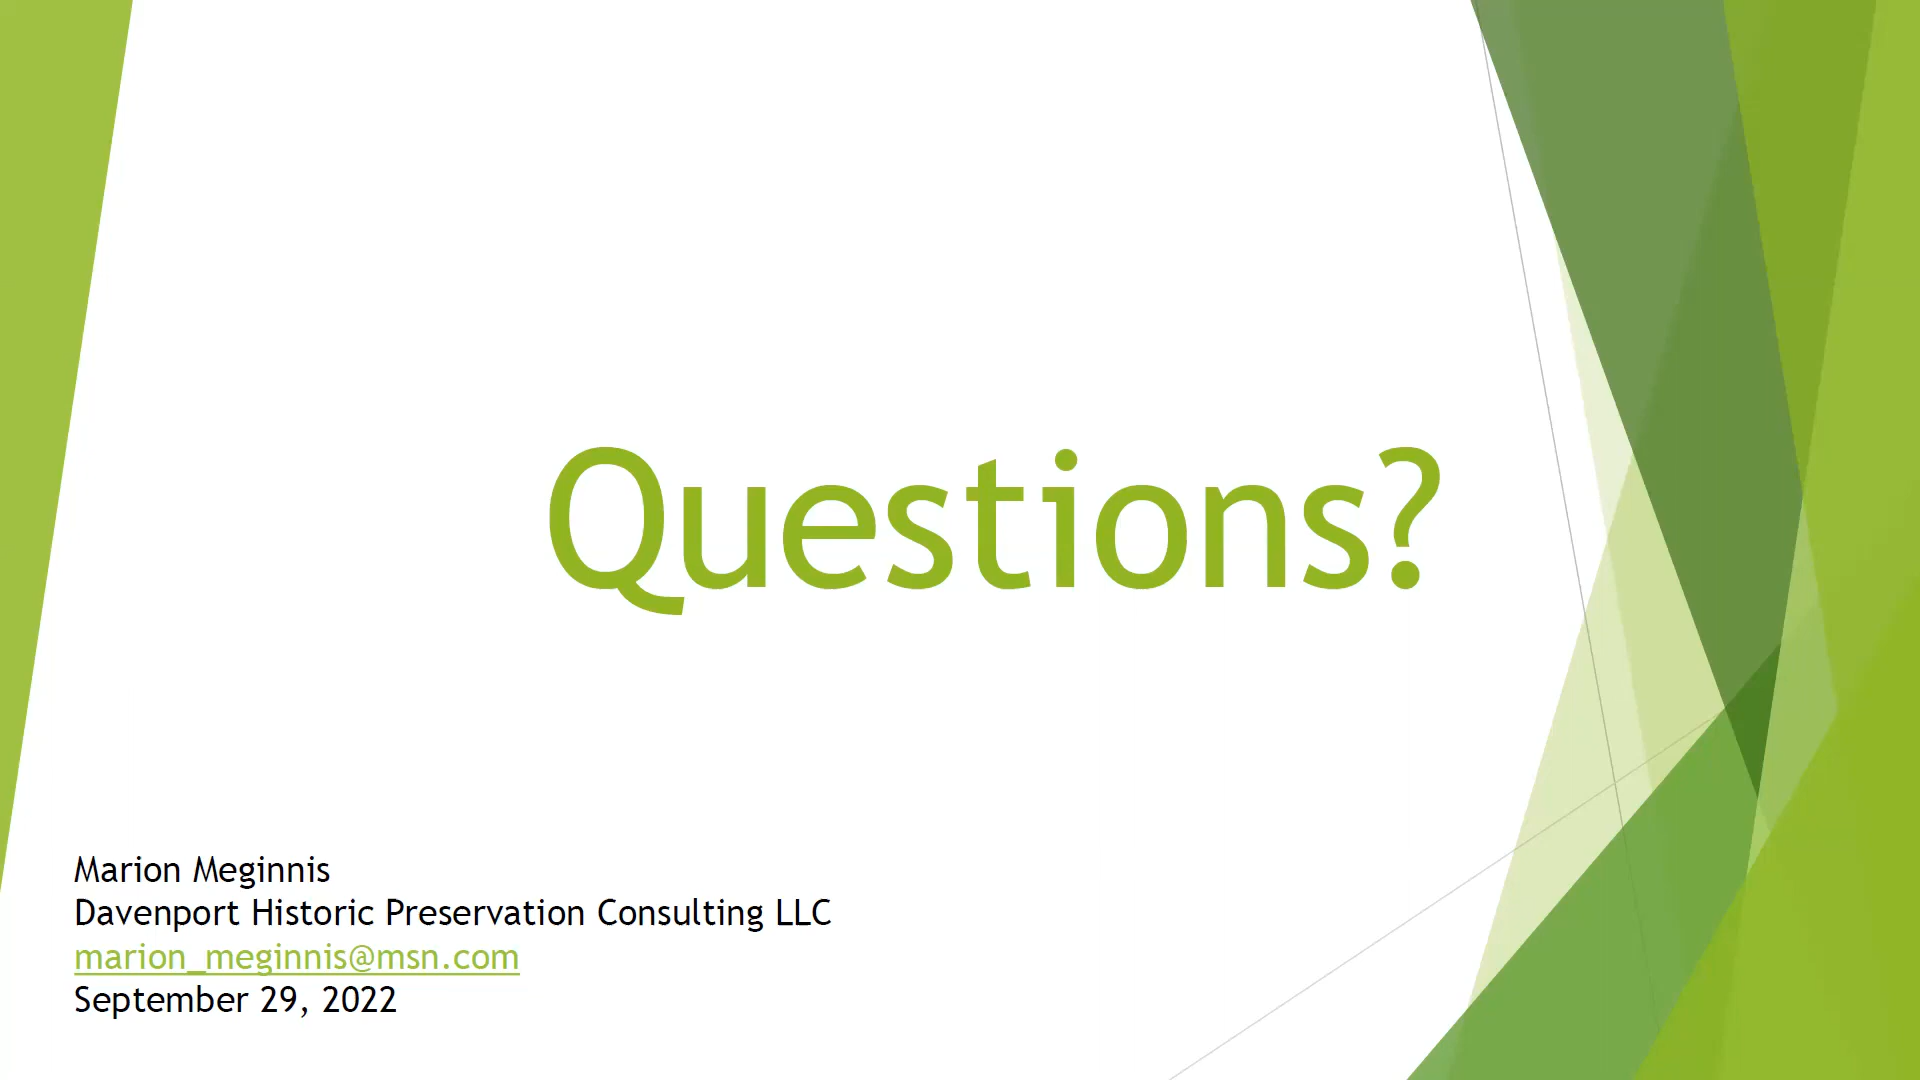 Questions?
Marion Meginnis
Davenport Historic Preservation Consulting LLC
marion_meginnis@msn.com
September 29, 2022